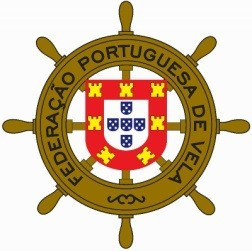 FEDERAÇÃO PORTUGUESA DE VELA